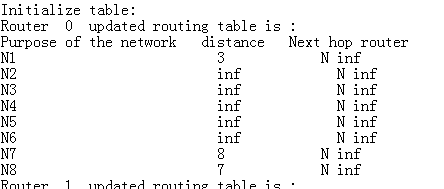 Initialize table:
Router  0  updated routing table is :
Purpose of the network   distance   Next hop router
N1                       3              N inf
N2                       inf              N inf
N3                       inf              N inf
N4                       inf              N inf
N5                       inf              N inf
N6                       inf              N inf
N7                       8              N inf
N8                       7              N inf
Router  1  updated routing table is :